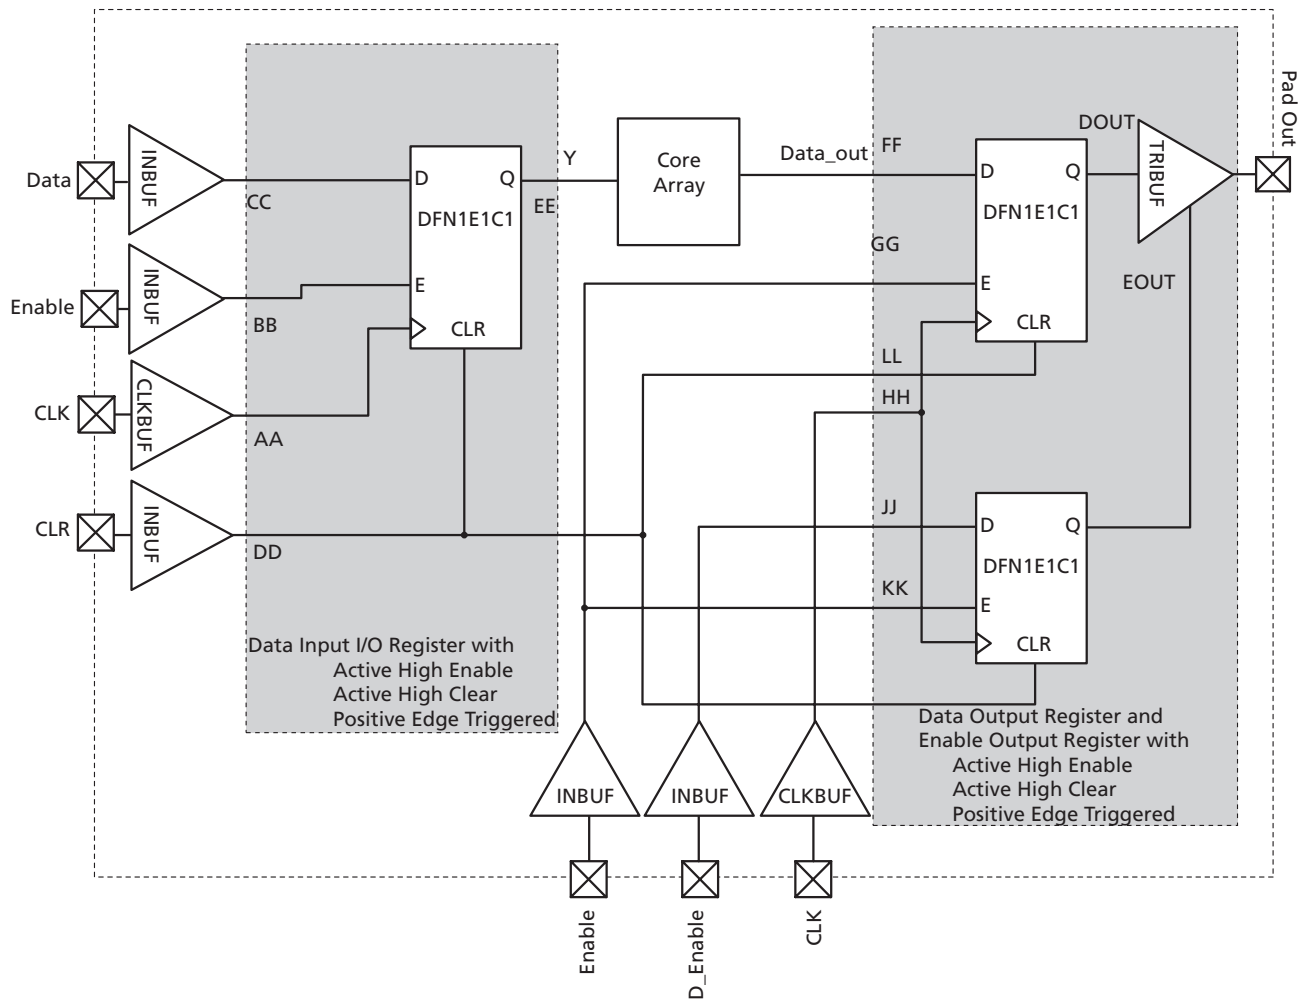 Pad Out
DOUT
TRIBUF
Data
INBUF
CC
D
Q
DFN1E1C1
E
CLR
Y
EE
Core
Array
Data_out
FF
D
Q
DFN1E1C1
GG
E
CLR
EOUT
Enable
INBUF
BB
CLK
CLKBUF
AA
LL
HH
CLR
INBUF
DD
JJ
D
Q
DFN1E1C1
KK
E
CLR
Data Input I/O Register with
Active High Enable
Active High Clear
Positive Edge Triggered
Data Output Register and
Enable Output Register with
Active High Enable
Active High Clear
Positive Edge Triggered
INBUF
INBUF
CLKBUF
Enable
D_Enable
CLK